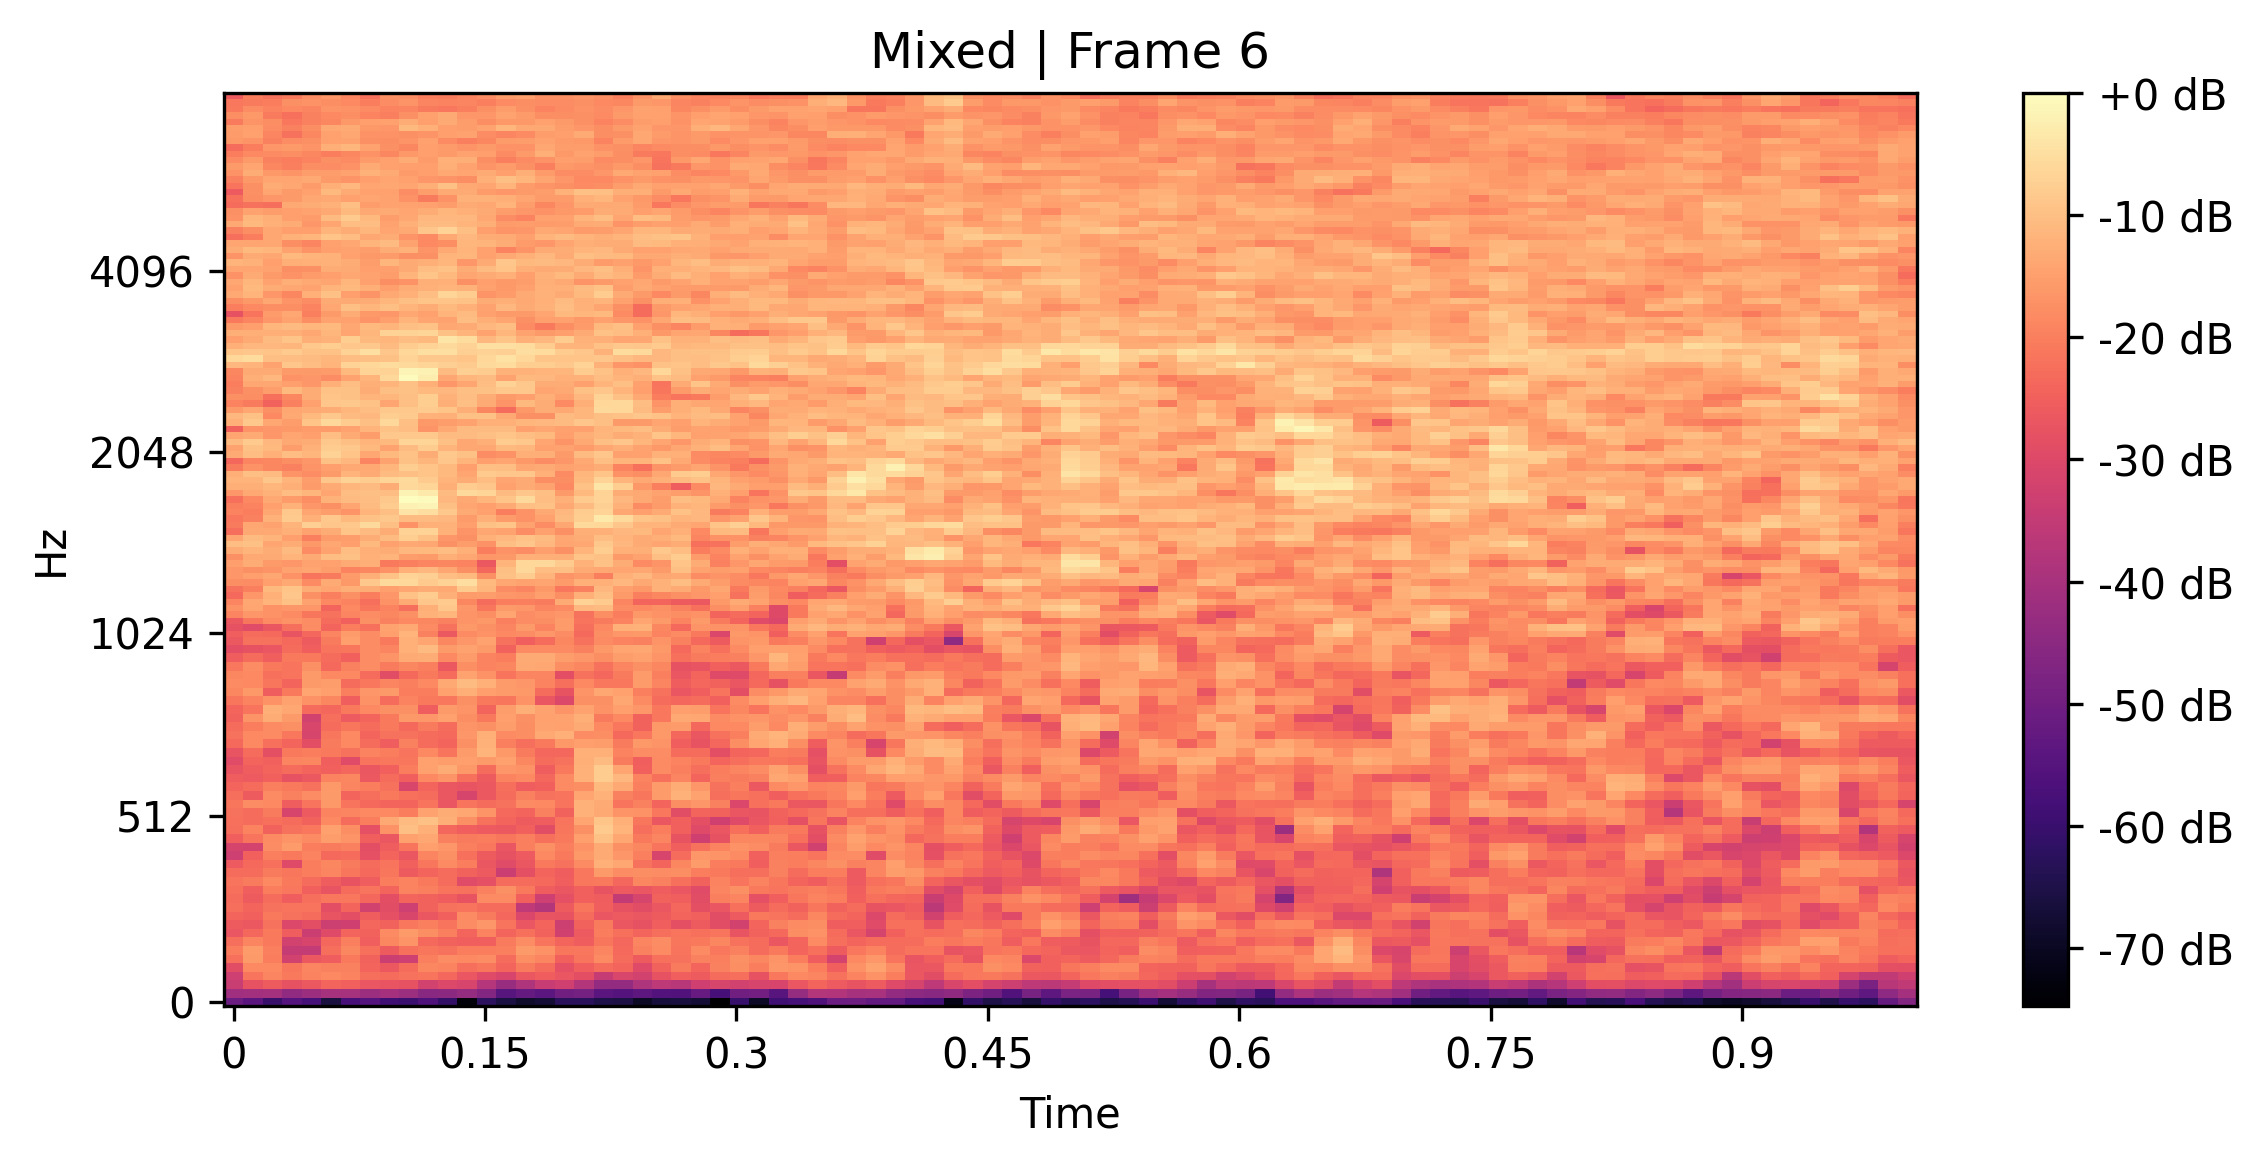 Mixed | Frame 6
+0 dB
-10 dB
-20 dB
-30 dB
-40 dB
-50 dB
-60 dB
-70 dB
4096
2048
1024
512
0
Hz
0 0.15 0.3 0.45 0.6 0.75 0.9
Time